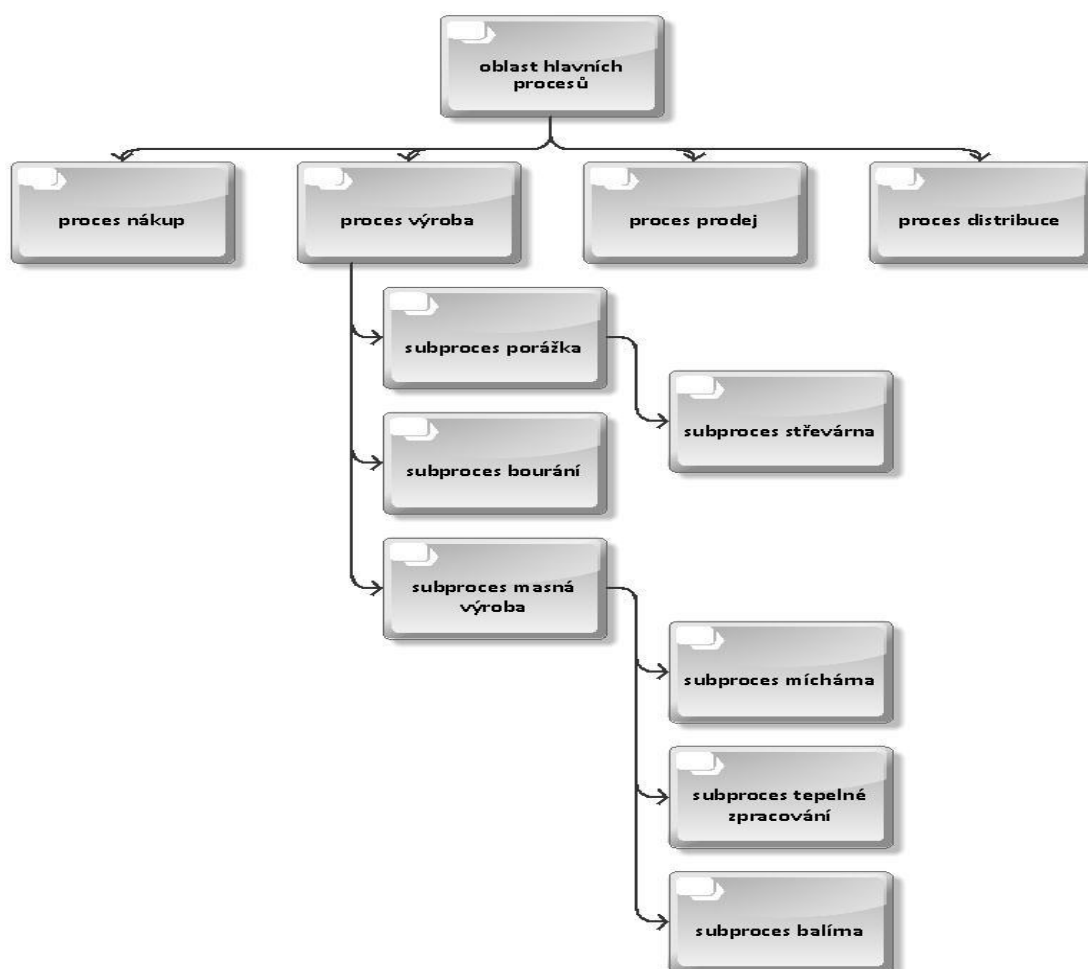 oblast hlavních
procesů
proces nákup
proces výroba
proces prodej
proces distribuce
subproces porážka
subproces střevárna
subproces bourání
subproces masná
výroba
subproces míchárna
subproces tepelné
zpracování
subproces balírna